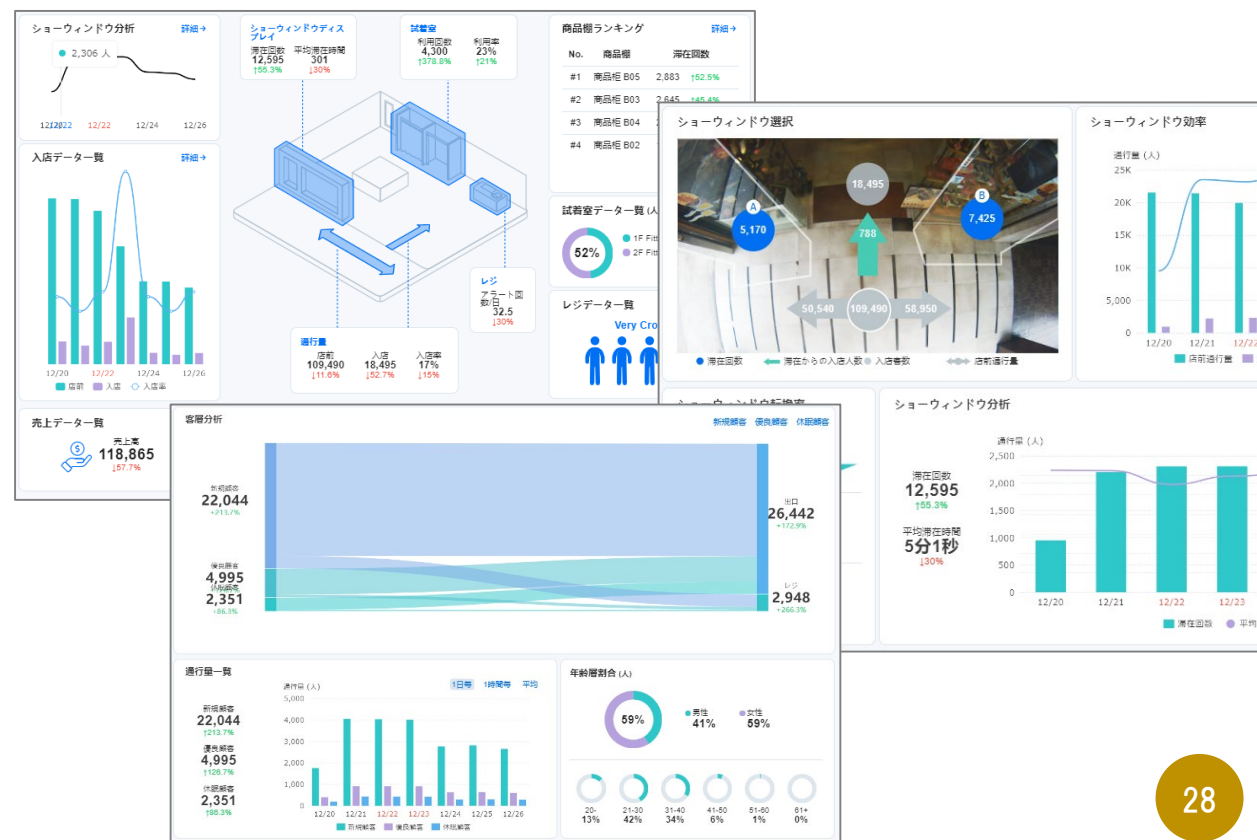 ショーウィンドウ分析
詳細→
2,306 人
12/22
12/24
12/26
入店データ一覧
詳細→
12/20
12/22
12/24
12/26
店前
入店
入店率
売上データ一覧
売上高
118,865
↓57.7%
ショーウィンドウディス
プレイ
滞在回数 平均滞在時間
12,595 301
↑55.3% ↓30%
試着室
利用回数 利用率
4,300 23%
↑378.8% ↑21%
レジ
アラート回
数/日
32.5
↓30%
通行量
店前 入店 入店率
109,490 18,495 17%
↓11.6% ↓52.7% ↓15%
商品棚ランキング
詳細→
No. 商品棚 滞在回数
#1 商品柜 B05 2,883 ↑52.5%
#2 商品柜 B03 2,645 ↑45.4%
#3 商品柜 B04
#4 商品柜 B02
試着室データ一覧
52%
レジデータ一覧
ショーウィンドウ選択
18,495
A
5,170
B
7,425
788
50,540
109,490
58,950
滞在回数
滞在からの入店人数
入店客数
店前通行量
ショーウィンドウ効率
通行量 (人)
25K
20K
15K
10K
5,000
0
12/20
12/21
店前通行量
ショーウィンドウ分析
滞在回数
12,595
↑55.3%
平均滞在時間
5分1秒
↓30%
通行量 (人)
2,500
2,000
1,500
1,000
500
0
12/20
12/21
12/22
12/23
滞在回数
客層分析
新規顧客 優良顧客 休眠顧客
新規顧客
22,044
+213.7%
優良顧客
4,995
2,351
+86.3%
出口
26,442
+172.9%
レジ
2,948
+266.3%
通行量一覧
1日毎 1時間毎 平均
新規顧客
22,044
↑213.7%
優良顧客
4,995
↑128.7%
休眠顧客
2,351
↑86.3%
通行量 (人)
5,000
4,000
3,000
2,000
1,000
0
12/20
12/21
12/22
12/23
12/24
12/25
12/26
新規顧客
優良顧客
休眠顧客
年齢層割合 (人)
59%
男性
41%
女性
59%
20- 21-30 31-40 41-50 51-60 61+
13% 42% 34% 6% 1% 0%
28